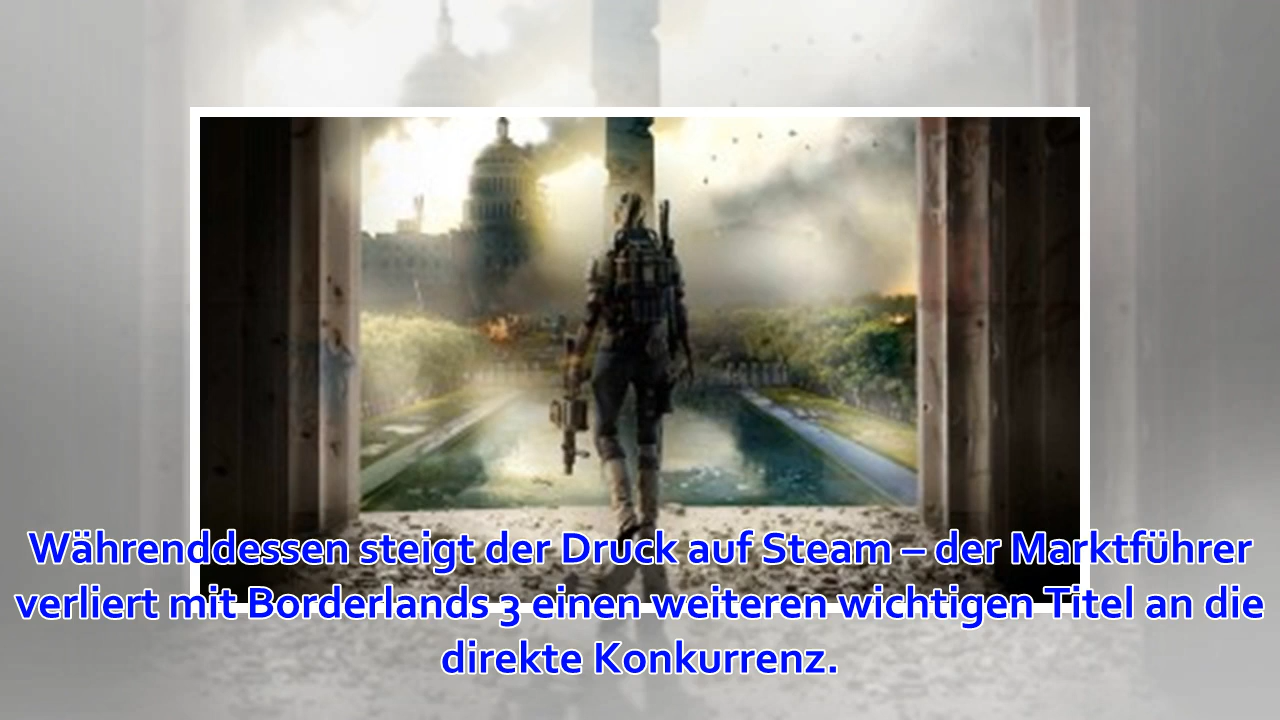 Währenddessen steigt der Druck auf Steam – der Marktführer
verliert mit Borderlands 3 einen weiteren wichtigen Titel an die
direkte Konkurrenz.